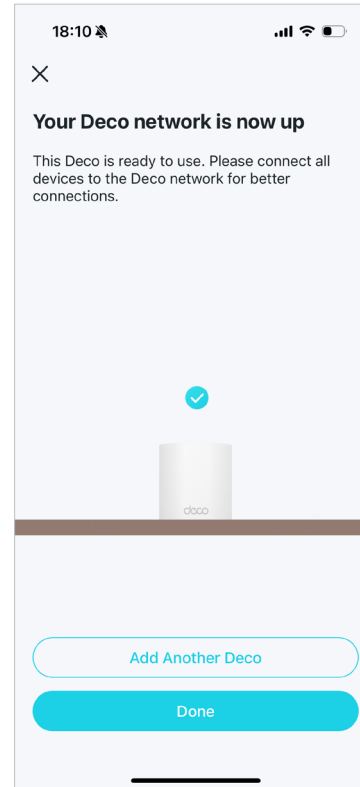 18:10
Your Deco network is now up
This Deco is ready to use. Please connect all
devices to the Deco network for better
connections.
deco
Add Another Deco
Done